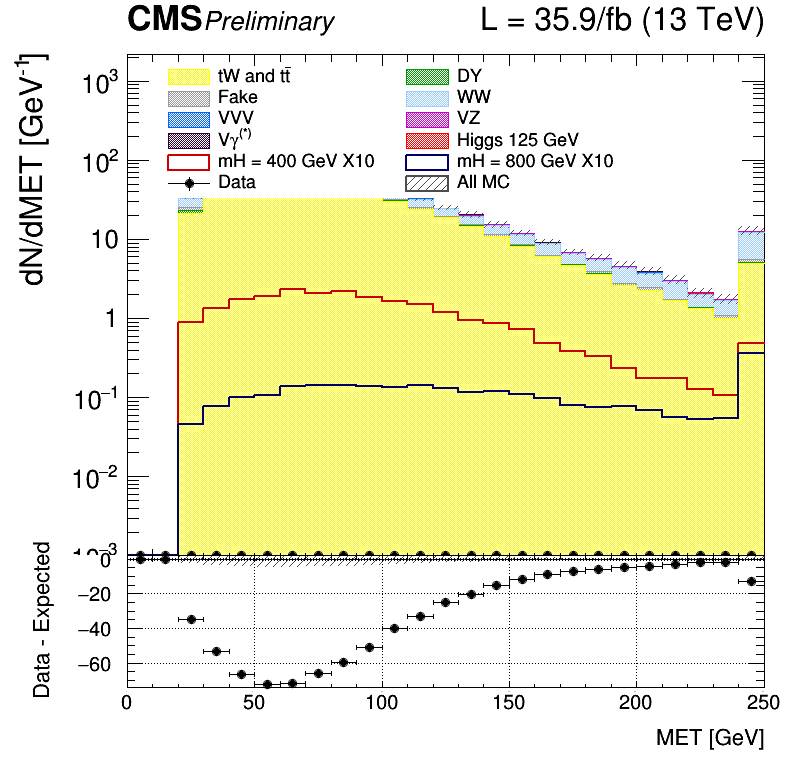 CMS Preliminary L = 35.9/fb (13 TeV)
dN/dMET [GeV⁻¹]
10³
10²
10
1
10⁻¹
10⁻²
tW and tt̄ DY
Fake WW
VVV VZ
Vγ⁽*⁾ Higgs 125 GeV
mH = 400 GeV X10 mH = 800 GeV X10
Data All MC
Data - Expected
0
−20
−40
−60
0 50 100 150 200 250
MET [GeV]